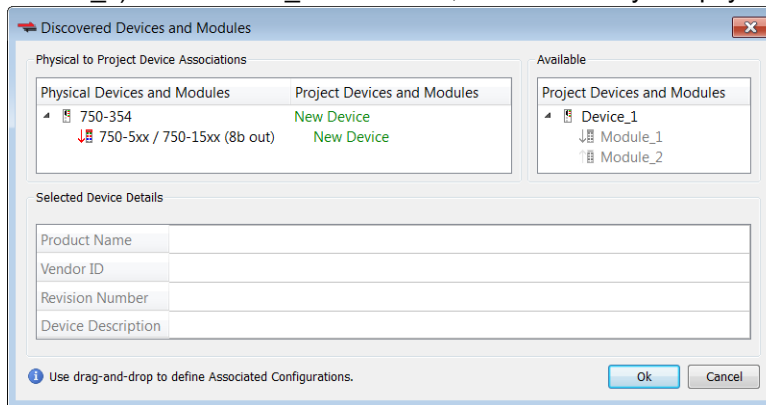 Discovered Devices and Modules
Physical to Project Device Associations
Available
Physical Devices and Modules
Project Devices and Modules
Project Devices and Modules
750-354
New Device
Device_1
750-5xx / 750-15xx (8b out)
New Device
Module_1
Module_2
Selected Device Details
Product Name
Vendor ID
Revision Number
Device Description
Use drag-and-drop to define Associated Configurations.
Ok
Cancel